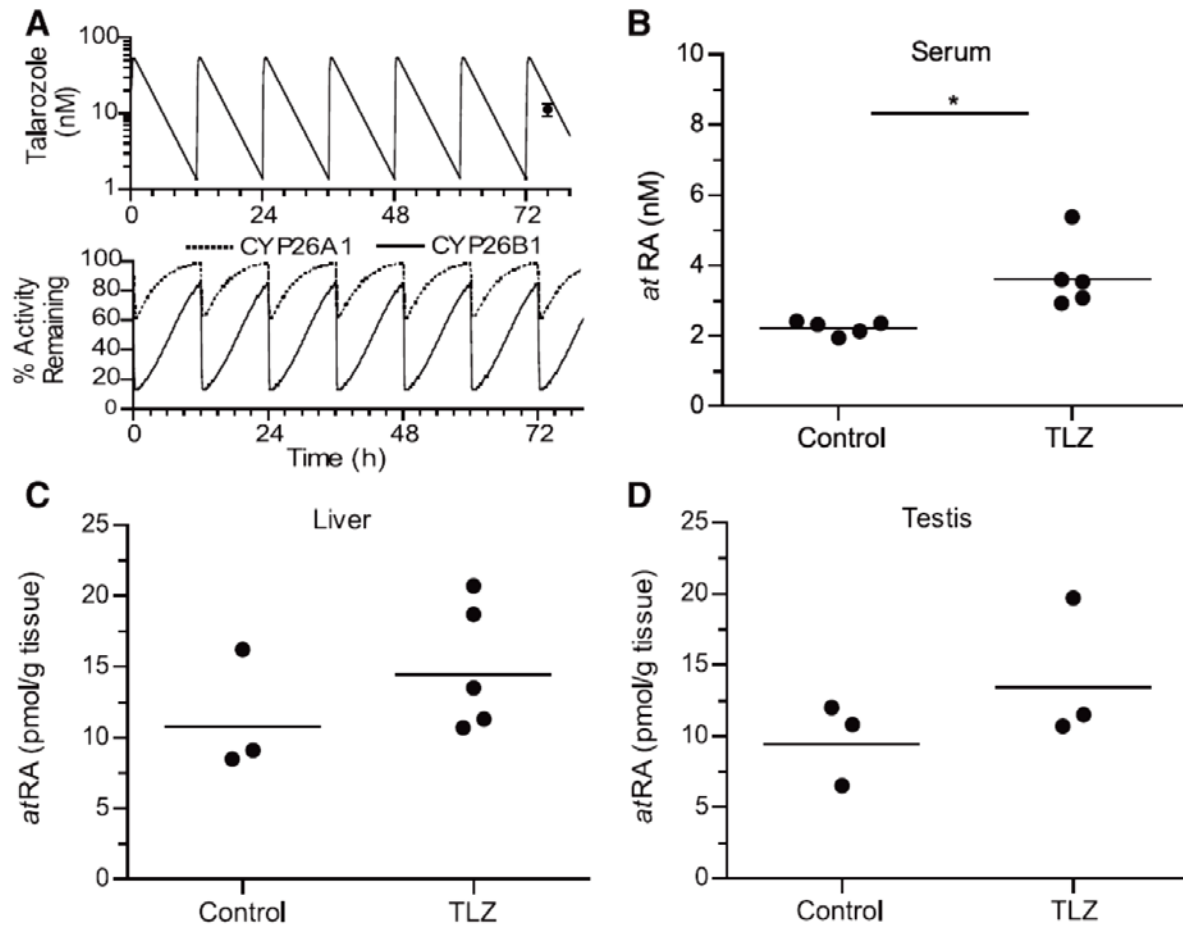 A
Talarozole
(nM)
100
10
1
0 24 48 72
CYP26A1 CYP26B1
% Activity
Remaining
100
80
60
40
20
0
0 24 48 72
Time (h)
B
Serum
*
at RA (nM)
10
8
6
4
2
0
Control TLZ
C
Liver
atRA (pmol/g tissue)
25
20
15
10
5
0
Control TLZ
D
Testis
atRA (pmol/g tissue)
25
20
15
10
5
0
Control TLZ